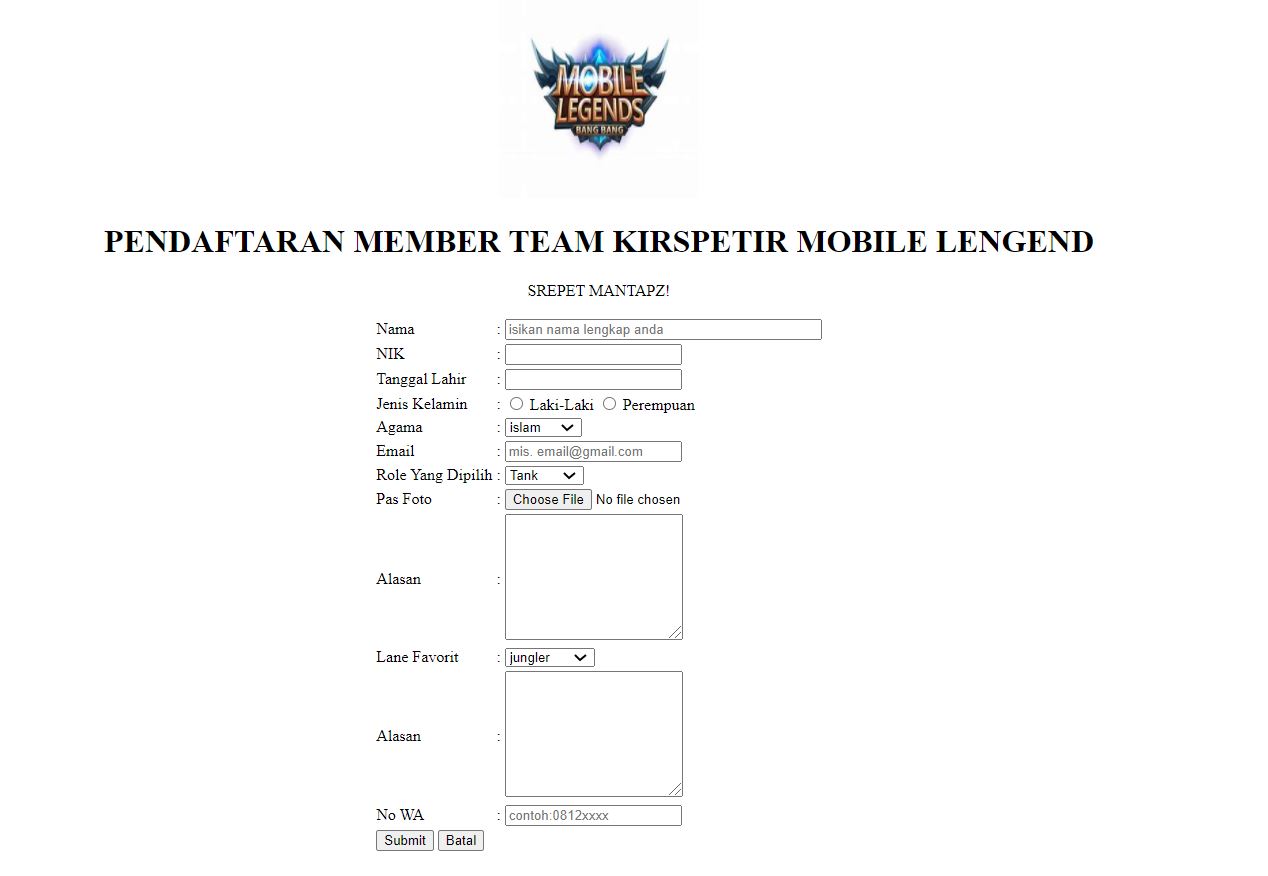 MOBILE
LEGENDS
BANG BANG
PENDAFTARAN MEMBER TEAM KIRSPETIR MOBILE LENGEND
SREPET MANTAPZ!
Nama : isikan nama lengkap anda
NIK :
Tanggal Lahir :
Jenis Kelamin : Laki-Laki Perempuan
Agama : islam
Email : mis. email@gmail.com
Role Yang Dipilih : Tank
Pas Foto : Choose File No file chosen
Alasan :
Lane Favorit : jungler
Alasan :
No WA : contoh:0812xxxx
Submit Batal